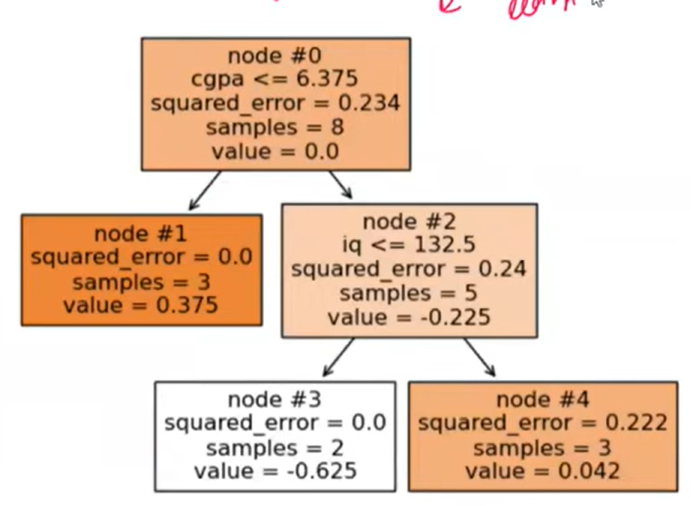 node #0
cgpa <= 6.375
squared_error = 0.234
samples = 8
value = 0.0
node #1
squared_error = 0.0
samples = 3
value = 0.375
node #2
iq <= 132.5
squared_error = 0.24
samples = 5
value = -0.225
node #3
squared_error = 0.0
samples = 2
value = -0.625
node #4
squared_error = 0.222
samples = 3
value = 0.042